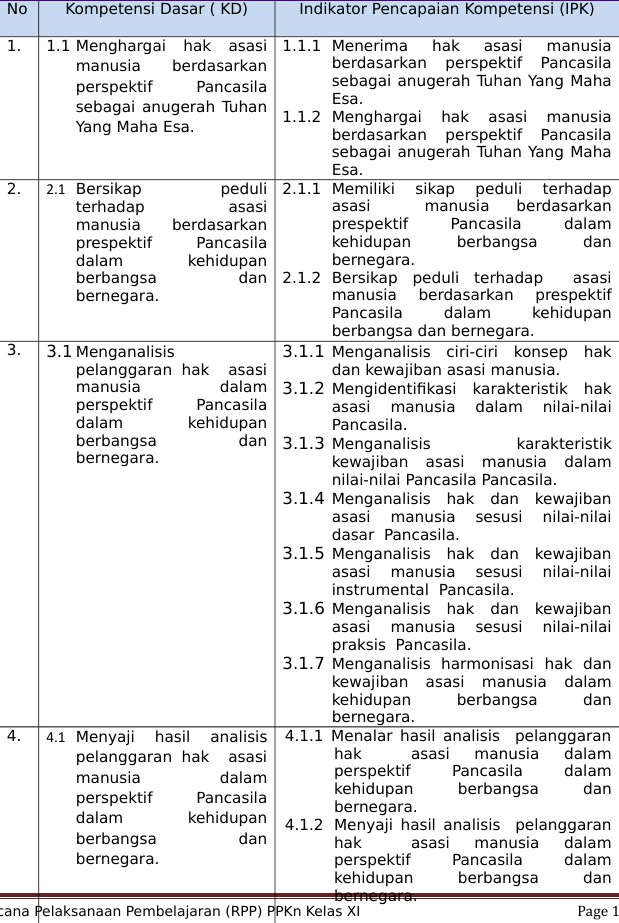 No Kompetensi Dasar ( KD) Indikator Pencapaian Kompetensi (IPK)
1. 1.1 Menghargai hak asasi
manusia berdasarkan
perspektif Pancasila
sebagai anugerah Tuhan
Yang Maha Esa.
1.1.1 Menerima hak asasi manusia
berdasarkan perspektif Pancasila
sebagai anugerah Tuhan Yang Maha
Esa.
1.1.2 Menghargai hak asasi manusia
berdasarkan perspektif Pancasila
sebagai anugerah Tuhan Yang Maha
Esa.
2. 2.1 Bersikap peduli
terhadap asasi
manusia berdasarkan
prespektif Pancasila
dalam kehidupan
berbangsa dan
bernegara.
2.1.1 Memiliki sikap peduli terhadap
asasi manusia berdasarkan
prespektif Pancasila dalam
kehidupan berbangsa dan
bernegara.
2.1.2 Bersikap peduli terhadap asasi
manusia berdasarkan prespektif
Pancasila dalam kehidupan
berbangsa dan bernegara.
3. 3.1 Menganalisis
pelanggaran hak asasi
manusia dalam
perspektif Pancasila
dalam kehidupan
berbangsa dan
bernegara.
3.1.1 Menganalisis ciri-ciri konsep hak
dan kewajiban asasi manusia.
3.1.2 Mengidentifikasi karakteristik hak
asasi manusia dalam nilai-nilai
Pancasila.
3.1.3 Menganalisis karakteristik
kewajiban asasi manusia dalam
nilai-nilai Pancasila Pancasila.
3.1.4 Menganalisis hak dan kewajiban
asasi manusia sesusi nilai-nilai
dasar Pancasila.
3.1.5 Menganalisis hak dan kewajiban
asasi manusia sesusi nilai-nilai
instrumental Pancasila.
3.1.6 Menganalisis hak dan kewajiban
asasi manusia sesusi nilai-nilai
praksis Pancasila.
3.1.7 Menganalisis harmonisasi hak dan
kewajiban asasi manusia dalam
kehidupan berbangsa dan
bernegara.
4. 4.1 Menyaji hasil analisis
pelanggaran hak asasi
manusia dalam
perspektif Pancasila
dalam kehidupan
berbangsa dan
bernegara.
4.1.1 Menalar hasil analisis pelanggaran
hak asasi manusia dalam
perspektif Pancasila dalam
kehidupan berbangsa dan
bernegara.
4.1.2 Menyaji hasil analisis pelanggaran
hak asasi manusia dalam
perspektif Pancasila dalam
kehidupan berbangsa dan
bernegara.
cana Pelaksanaan Pembelajaran (RPP) PPKn Kelas XI Page 1